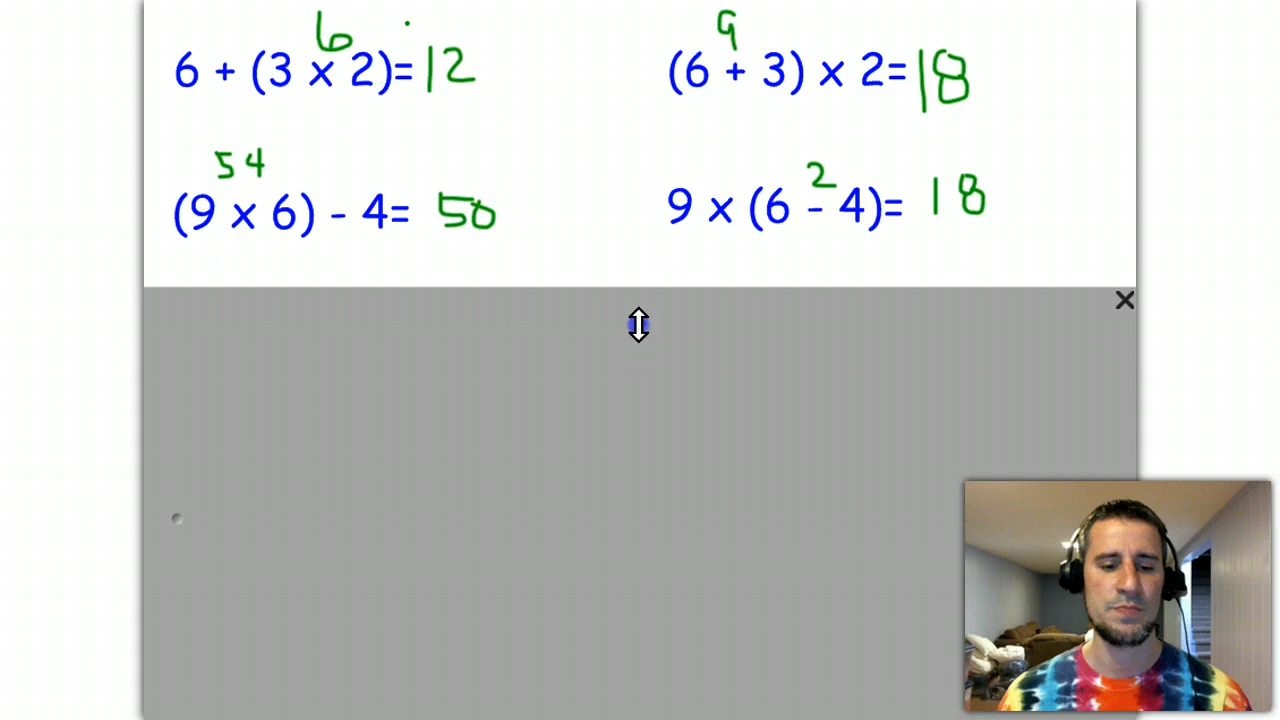 6 9
6 + (3 x 2)= 12 (6 + 3) x 2= 18
54 2
(9 x 6) - 4= 50 9 x (6 - 4)= 18